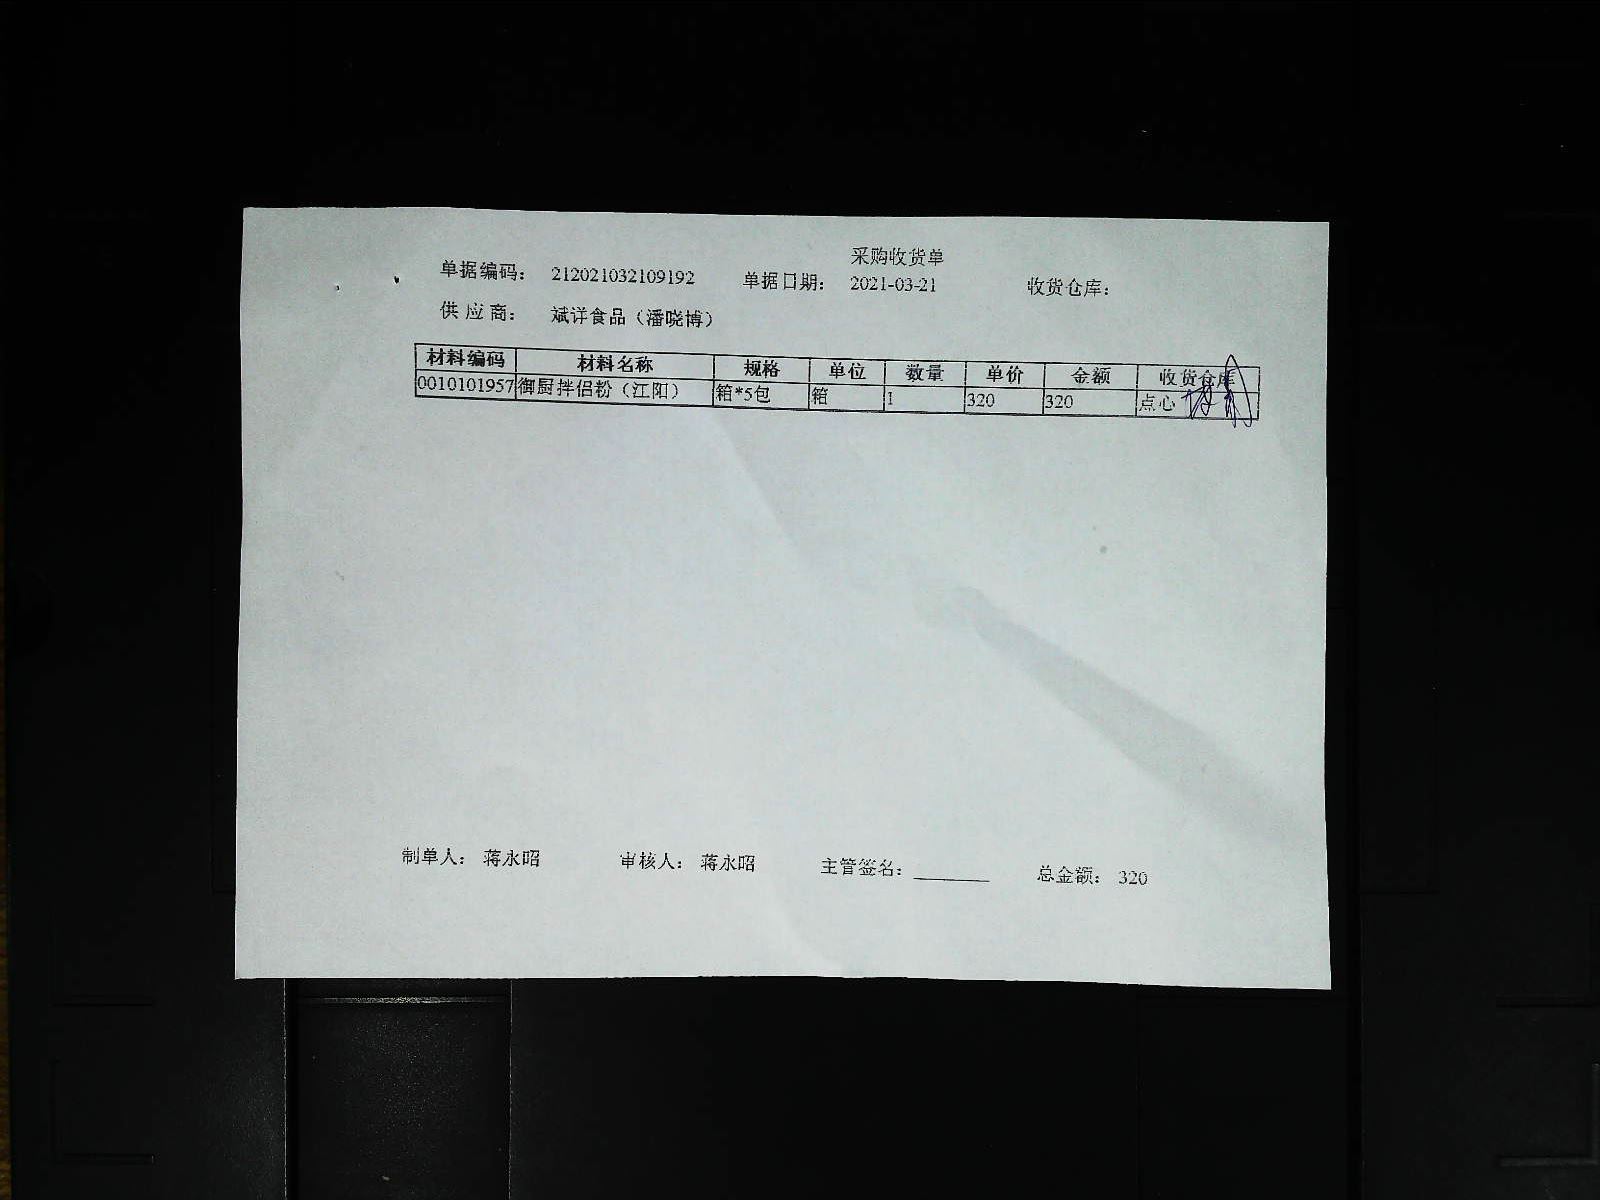 采购收货单
单据编码： 212021032109192 单据日期： 2021-03-21 收货仓库：
供应商： 斌详食品（潘晓博）
材料编码 材料名称 规格 单位 数量 单价 金额 收货仓库
0010101957 御厨拌侣粉（江阳） 箱*5包 箱 1 320 320 点心
制单人： 蒋永昭 审核人： 蒋永昭 主管签名： 总金额： 320